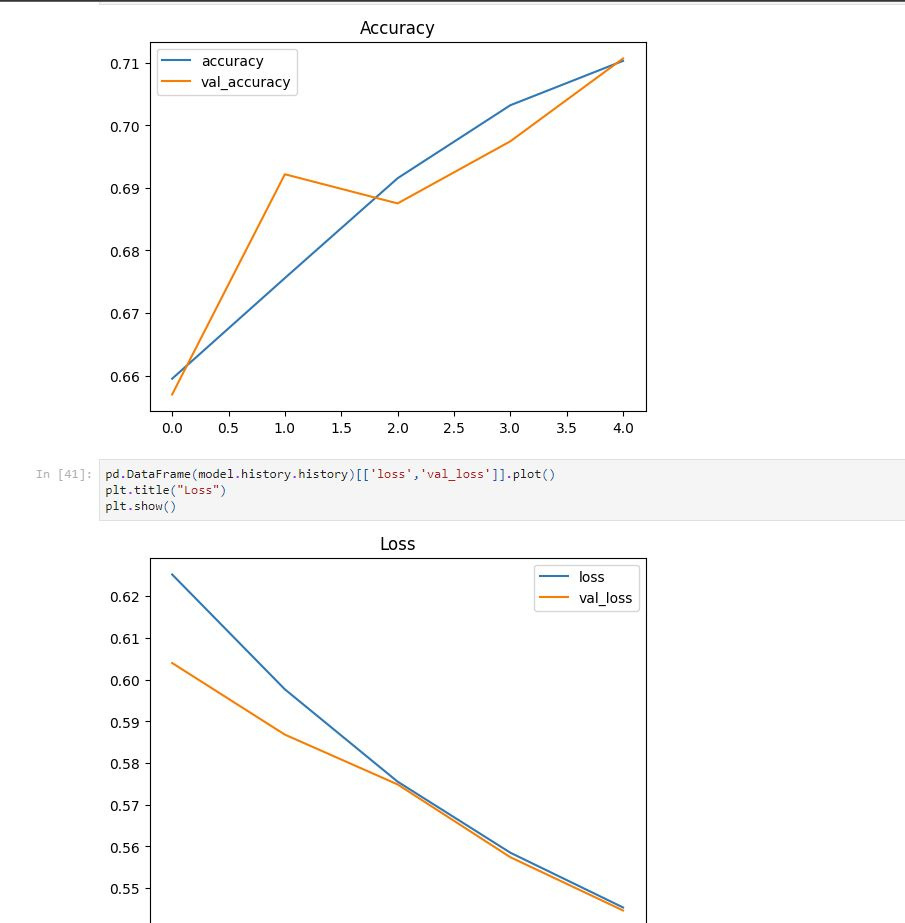 Accuracy
accuracy
val_accuracy
0.71
0.70
0.69
0.68
0.67
0.66
0.0 0.5 1.0 1.5 2.0 2.5 3.0 3.5 4.0
In [41]: pd.DataFrame(model.history.history)[['loss','val_loss']].plot()
plt.title("Loss")
plt.show()
Loss
loss
val_loss
0.62
0.61
0.60
0.59
0.58
0.57
0.56
0.55